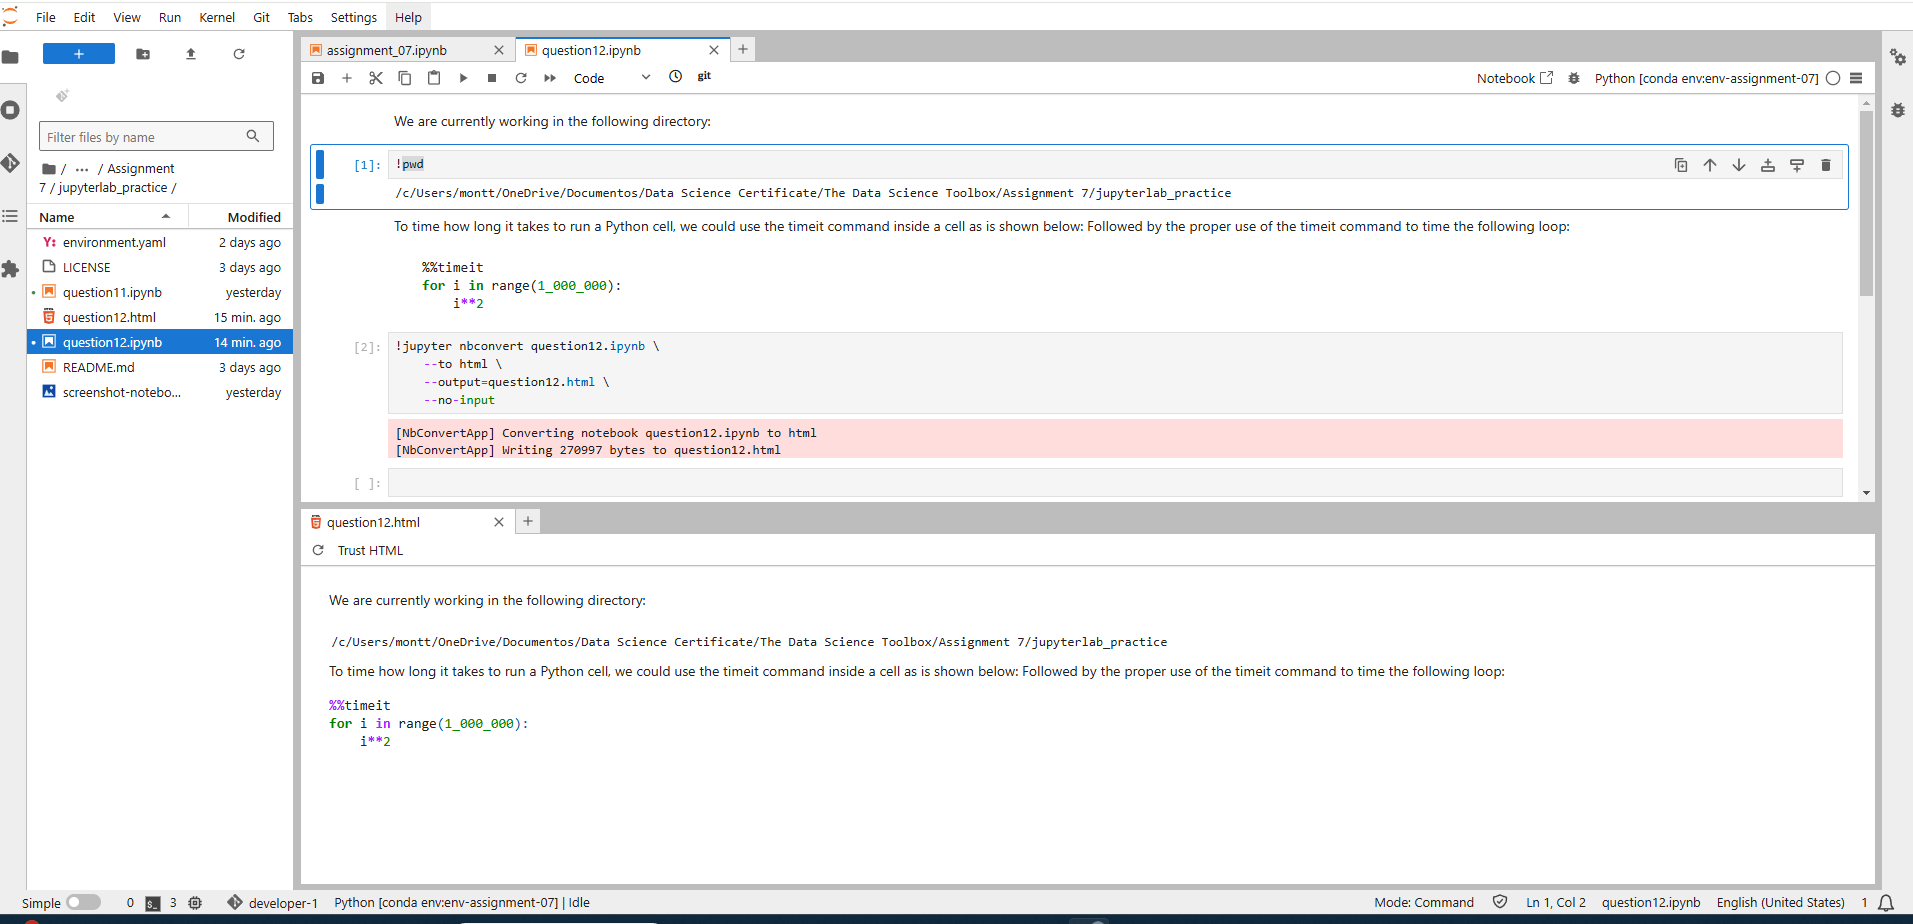 File Edit View Run Kernel Git Tabs Settings Help
+
Filter files by name
/ ... / Assignment
7 / jupyterlab_practice /
Name Modified
Y: environment.yaml 2 days ago
LICENSE 3 days ago
question11.ipynb yesterday
question12.html 15 min. ago
question12.ipynb 14 min. ago
README.md 3 days ago
screenshot-notebo... yesterday
assignment_07.ipynb question12.ipynb
Code git Notebook Python [conda env:env-assignment-07]
We are currently working in the following directory:
[1]: !pwd
/c/Users/montt/OneDrive/Documentos/Data Science Certificate/The Data Science Toolbox/Assignment 7/jupyterlab_practice
To time how long it takes to run a Python cell, we could use the timeit command inside a cell as is shown below: Followed by the proper use of the timeit command to time the following loop:
%%timeit
for i in range(1_000_000):
    i**2
[2]: !jupyter nbconvert question12.ipynb \
    --to html \
    --output=question12.html \
    --no-input
[NbConvertApp] Converting notebook question12.ipynb to html
[NbConvertApp] Writing 270997 bytes to question12.html
[ ]:
question12.html
Trust HTML
We are currently working in the following directory:
/c/Users/montt/OneDrive/Documentos/Data Science Certificate/The Data Science Toolbox/Assignment 7/jupyterlab_practice
To time how long it takes to run a Python cell, we could use the timeit command inside a cell as is shown below: Followed by the proper use of the timeit command to time the following loop:
%%timeit
for i in range(1_000_000):
    i**2
Simple 0 3 developer-1 Python [conda env:env-assignment-07] | Idle Mode: Command Ln 1, Col 2 question12.ipynb English (United States) 1